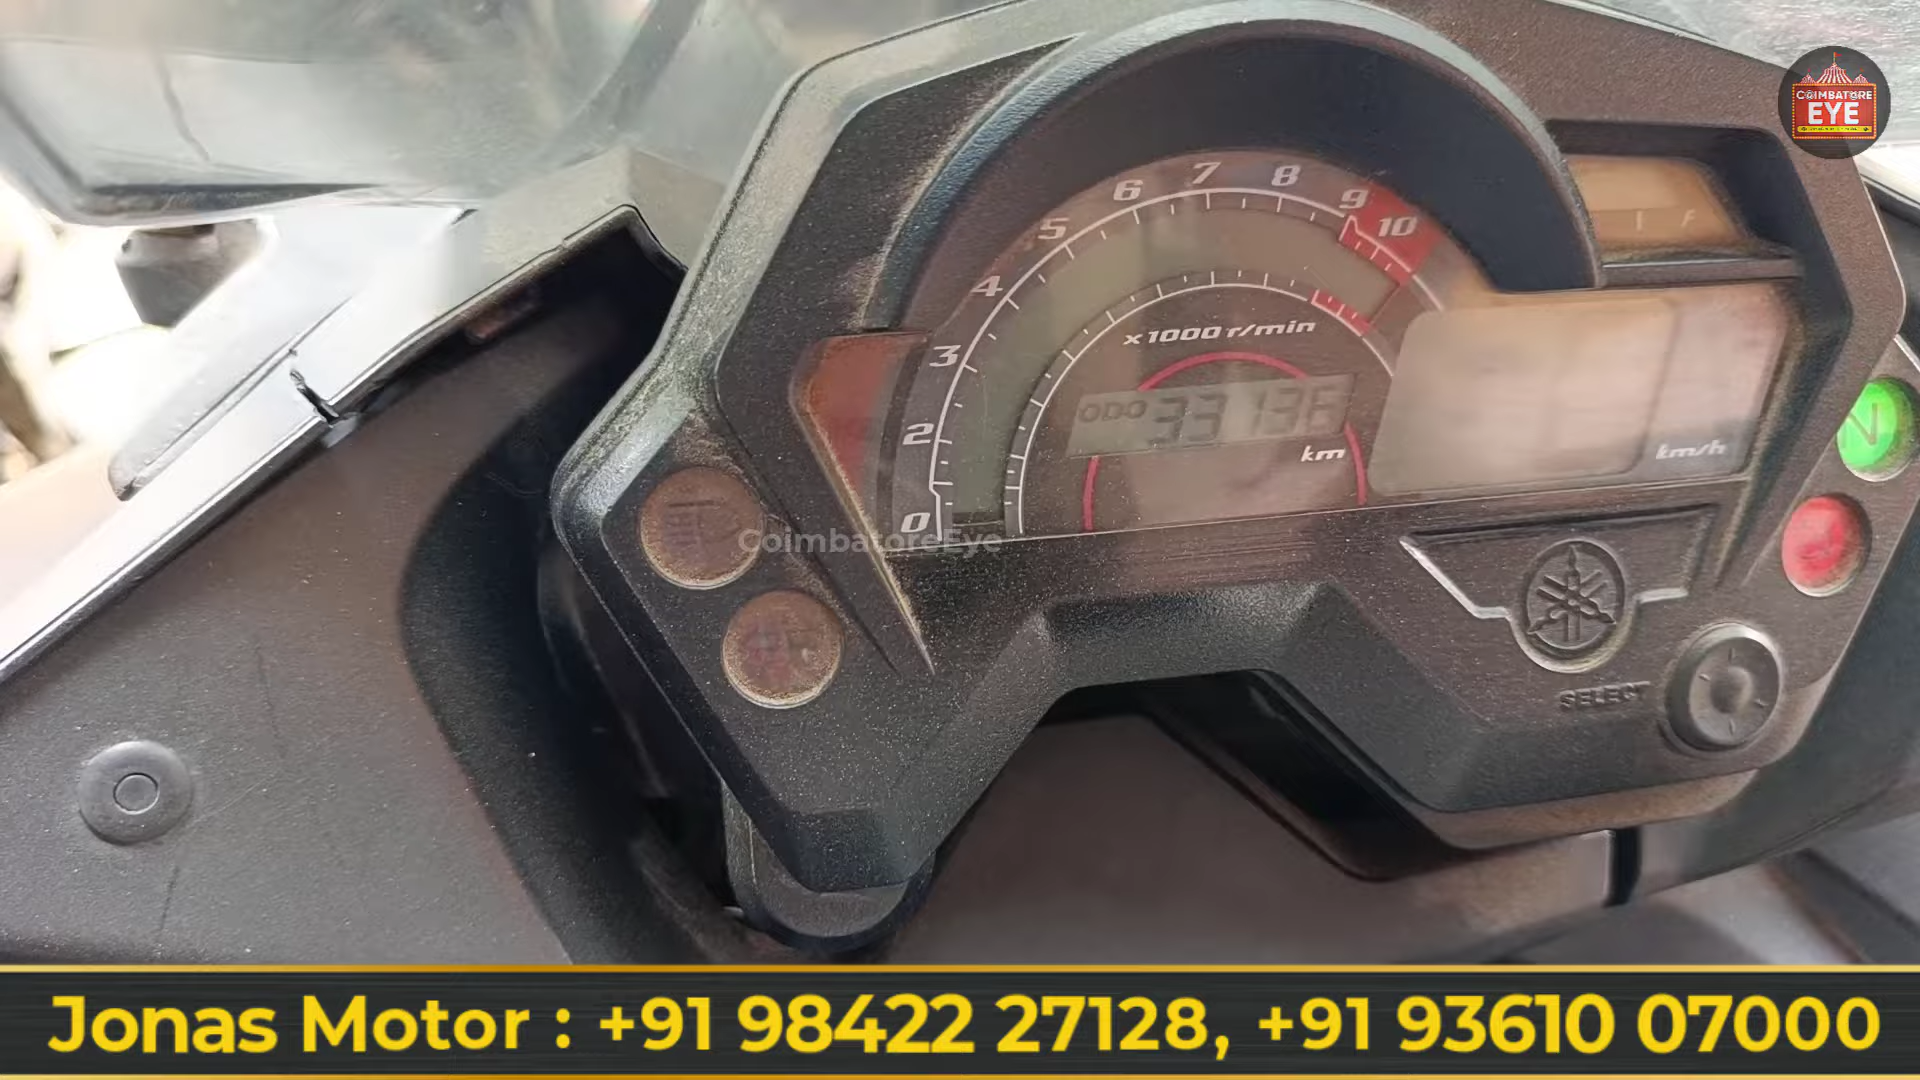 COIMBATORE
EYE
7
6
8
9
5
10
4
3
x1000 r/min
ODO 33136
km
km/h
2
N
F
0
CoimbatoreEye
SELECT
Jonas Motor : +91 98422 27128, +91 93610 07000